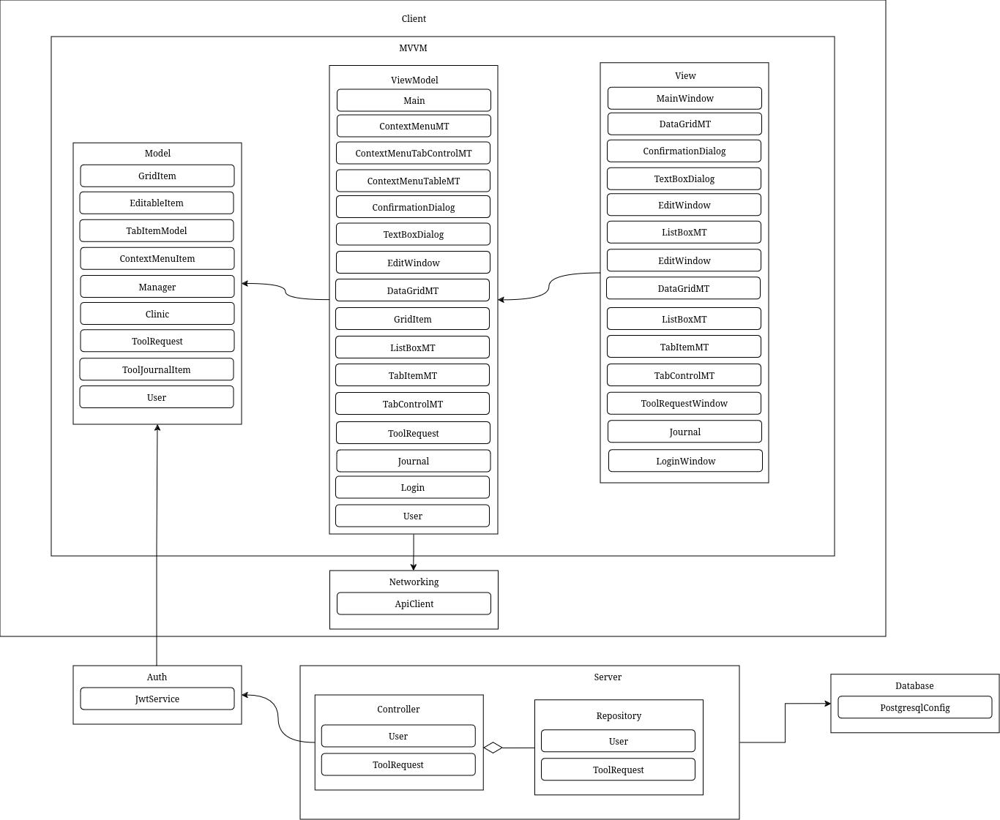 Client
MVVM
Model
GridItem
EditableItem
TabItemModel
ContextMenuItem
Manager
Clinic
ToolRequest
ToolJournalItem
User
ViewModel
Main
ContextMenuMT
ContextMenuTabControlMT
ContextMenuTableMT
ConfirmationDialog
TextBoxDialog
EditWindow
DataGridMT
GridItem
ListBoxMT
TabItemMT
TabControlMT
ToolRequest
Journal
Login
User
View
MainWindow
DataGridMT
ConfirmationDialog
TextBoxDialog
EditWindow
ListBoxMT
EditWindow
DataGridMT
ListBoxMT
TabItemMT
TabControlMT
ToolRequestWindow
Journal
LoginWindow
Networking
ApiClient
Auth
JwtService
Server
Controller
User
ToolRequest
Repository
User
ToolRequest
Database
PostgresqlConfig